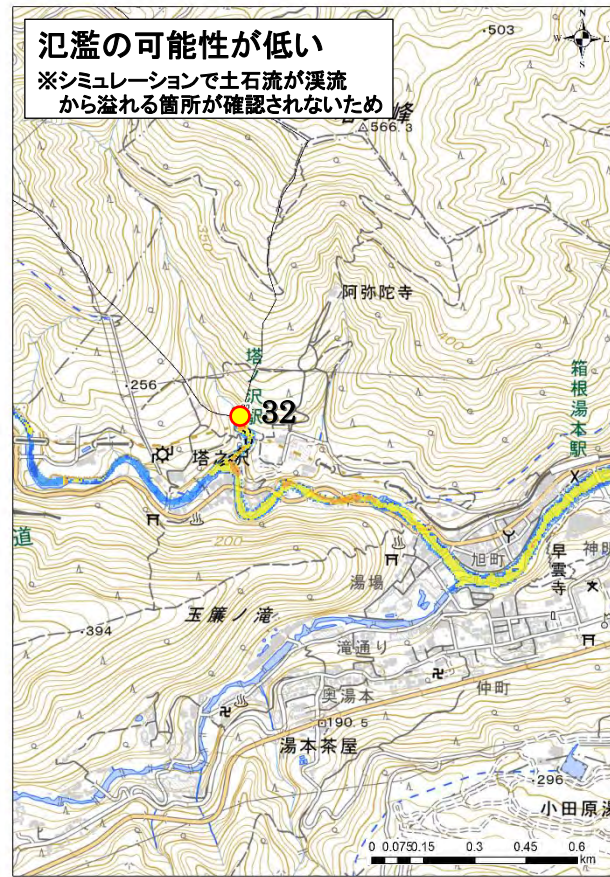 氾濫の可能性が低い
※シミュレーションで土石流が渓流
から溢れる箇所が確認されないため
503
N
W
S
峰
566.3
350
阿弥陀寺
400
塔
沢
駅
箱根湯本駅
256
32
塔之沢
道
200
旭町
早雲寺
神明
湯場
玉簾ノ滝
394
滝通り
奥湯本
仲町
190.5
湯本茶屋
296
小田原湯
0 0.075 0.15 0.3 0.45 0.6
km